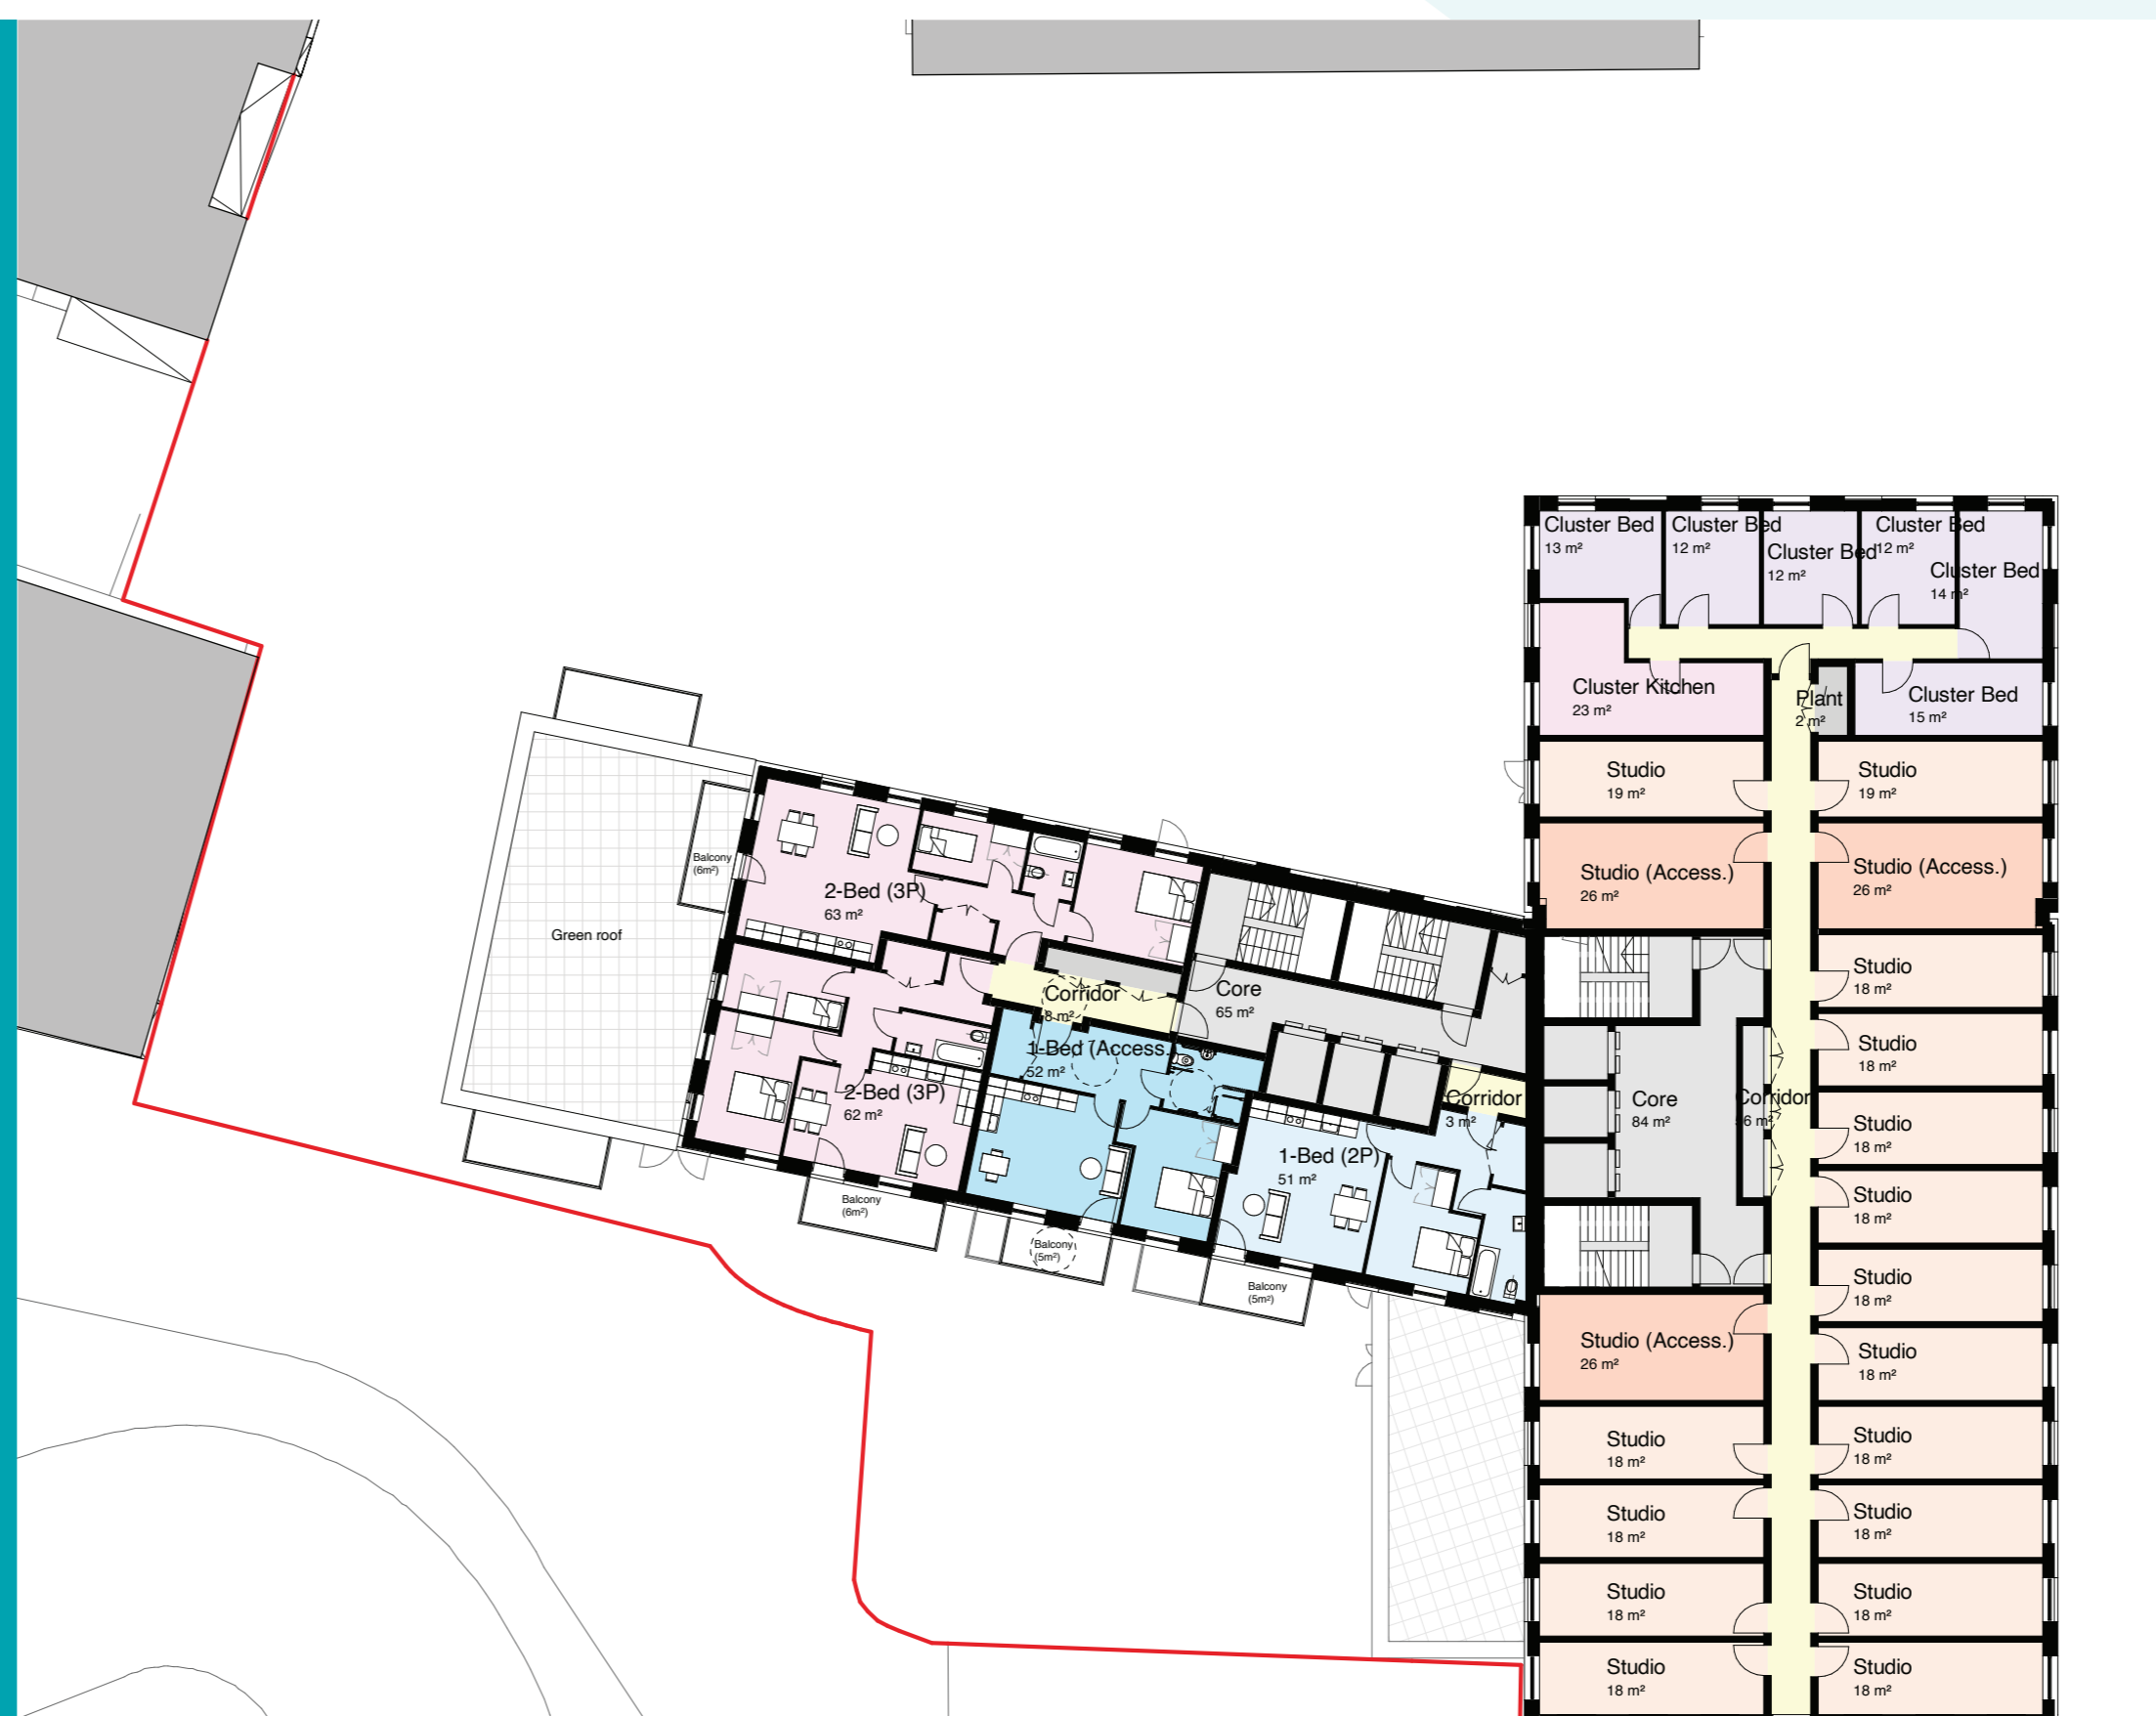 Cluster Bed
13 m²
Cluster Bed
12 m²
Cluster Bed
12 m²
Cluster Bed
12 m²
Cluster Bed
14 m²
Cluster Kitchen
23 m²
Plant
2 m²
Cluster Bed
15 m²
Studio
19 m²
Studio
19 m²
Studio (Access.)
26 m²
Studio (Access.)
26 m²
Balcony
(6m²)
2-Bed (3P)
63 m²
Green roof
Corridor
8 m²
Core
65 m²
1-Bed (Access.)
52 m²
2-Bed (3P)
62 m²
Corridor
3 m²
1-Bed (2P)
51 m²
Balcony
(6m²)
Balcony
(5m²)
Balcony
(5m²)
Core
84 m²
Corridor
Studio
18 m²
Studio
18 m²
Studio
18 m²
Studio
18 m²
Studio
18 m²
Studio (Access.)
26 m²
Studio
18 m²
Studio
18 m²
Studio
18 m²
Studio
18 m²
Studio
18 m²
Studio
18 m²
Studio
18 m²
Studio
18 m²
Studio
18 m²